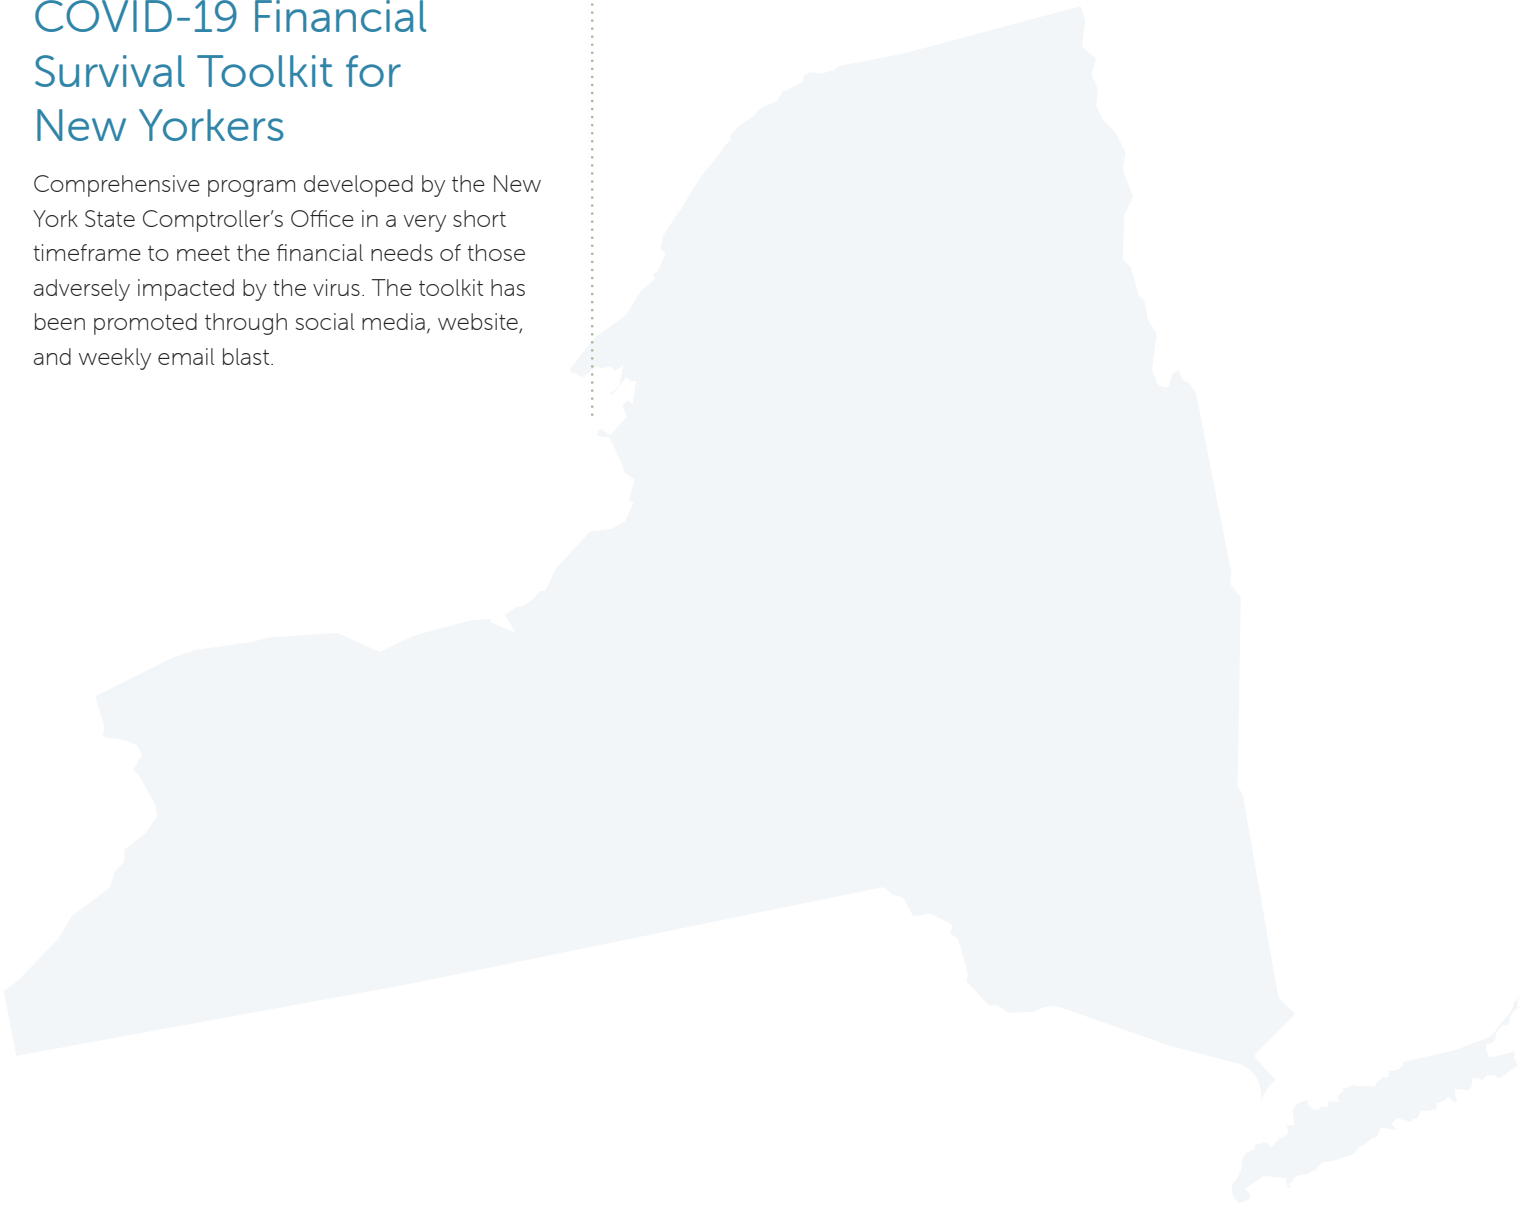 COVID-19 Financial
Survival Toolkit for
New Yorkers
Comprehensive program developed by the New
York State Comptroller’s Office in a very short
timeframe to meet the financial needs of those
adversely impacted by the virus. The toolkit has
been promoted through social media, website,
and weekly email blast.